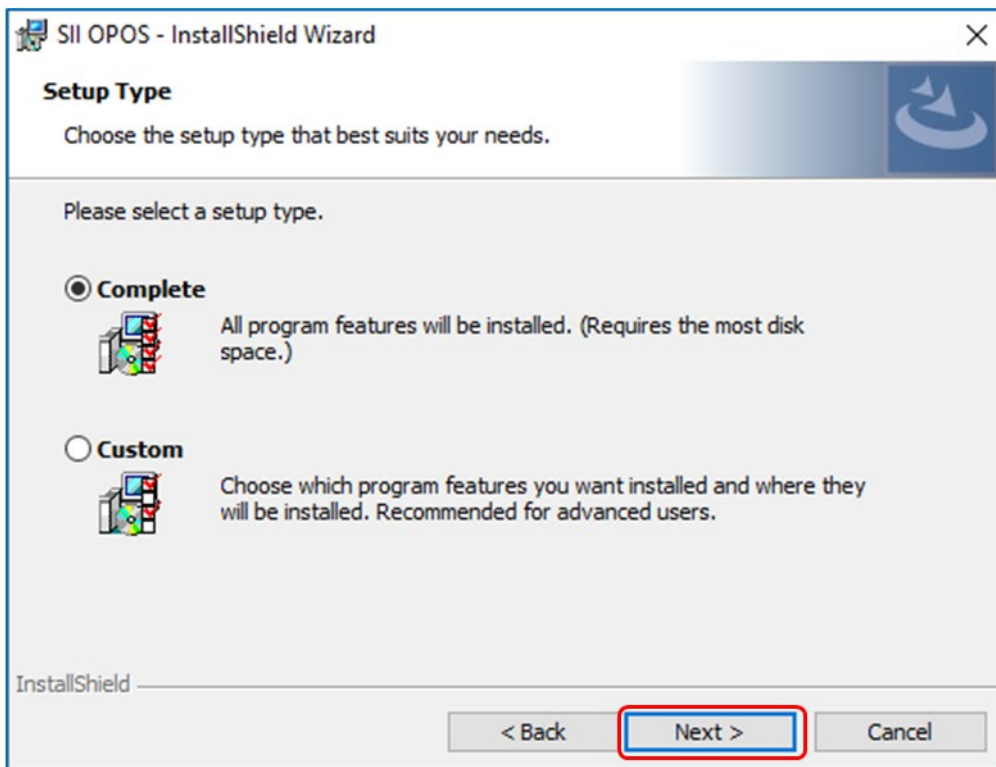 SII OPOS - InstallShield Wizard
Setup Type
Choose the setup type that best suits your needs.
Please select a setup type.
Complete
All program features will be installed. (Requires the most disk
space.)
Custom
Choose which program features you want installed and where they
will be installed. Recommended for advanced users.
InstallShield
< Back
Next >
Cancel